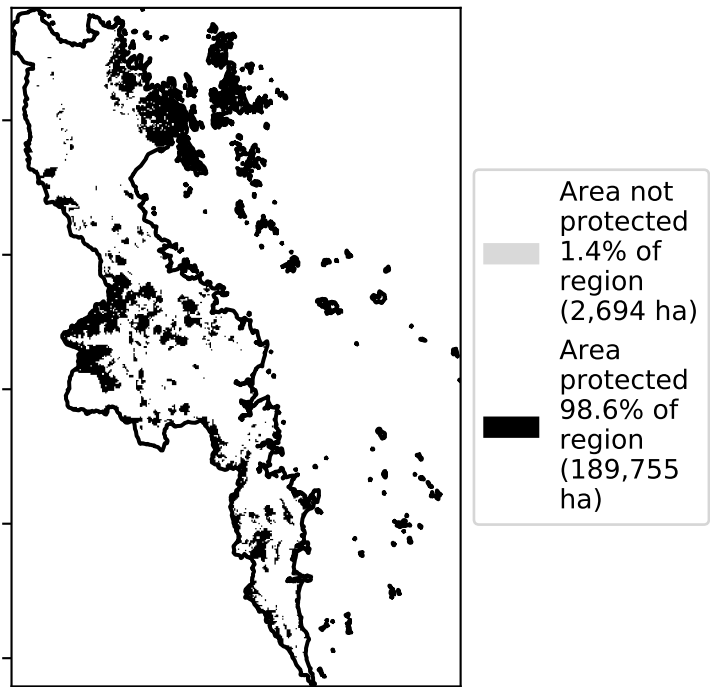 Area not
protected
1.4% of
region
(2,694 ha)
Area
protected
98.6% of
region
(189,755
ha)